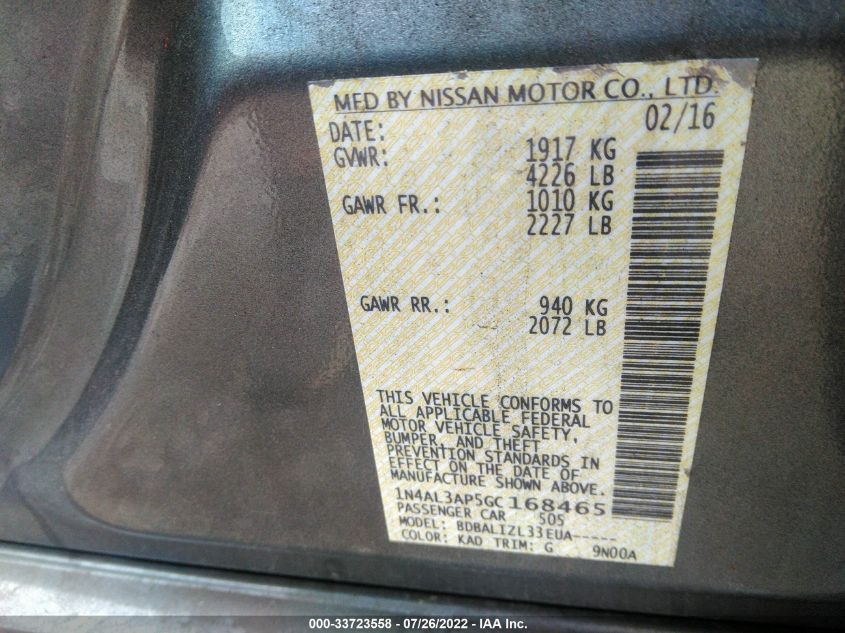 MFD BY NISSAN MOTOR CO., LTD.
DATE: 02/16
GVWR: 1917 KG
4226 LB
GAWR FR.: 1010 KG
2227 LB
GAWR RR.: 940 KG
2072 LB
THIS VEHICLE CONFORMS TO
ALL APPLICABLE FEDERAL
MOTOR VEHICLE SAFETY,
BUMPER, AND THEFT
PREVENTION STANDARDS IN
EFFECT ON THE DATE OF
MANUFACTURE SHOWN ABOVE.
1N4AL3AP5GC168465
PASSENGER CAR 505
MODEL: BDBALIZL33EUA-----
COLOR: KAD TRIM: G 9N00A
000-33723558 - 07/26/2022 - IAA Inc.